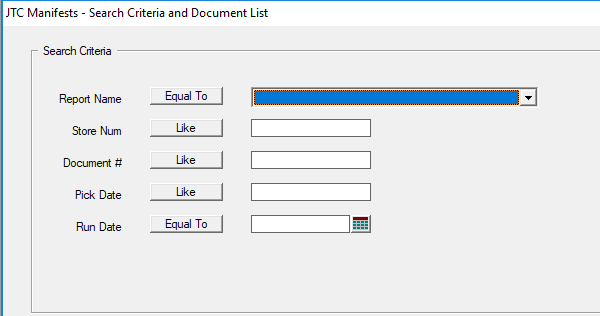 JTC Manifests - Search Criteria and Document List
Search Criteria
Report Name Equal To
Store Num Like
Document # Like
Pick Date Like
Run Date Equal To